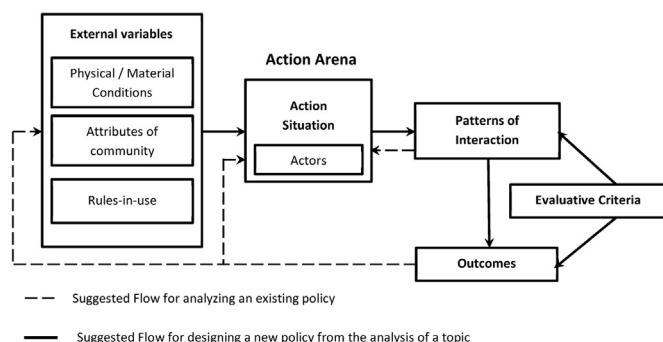 External variables
Physical / Material
Conditions
Attributes of
community
Rules-in-use
Action Arena
Action
Situation
Actors
Patterns of
Interaction
Evaluative Criteria
Outcomes
Suggested Flow for analyzing an existing policy
Suggested Flow for designing a new policy from the analysis of a topic